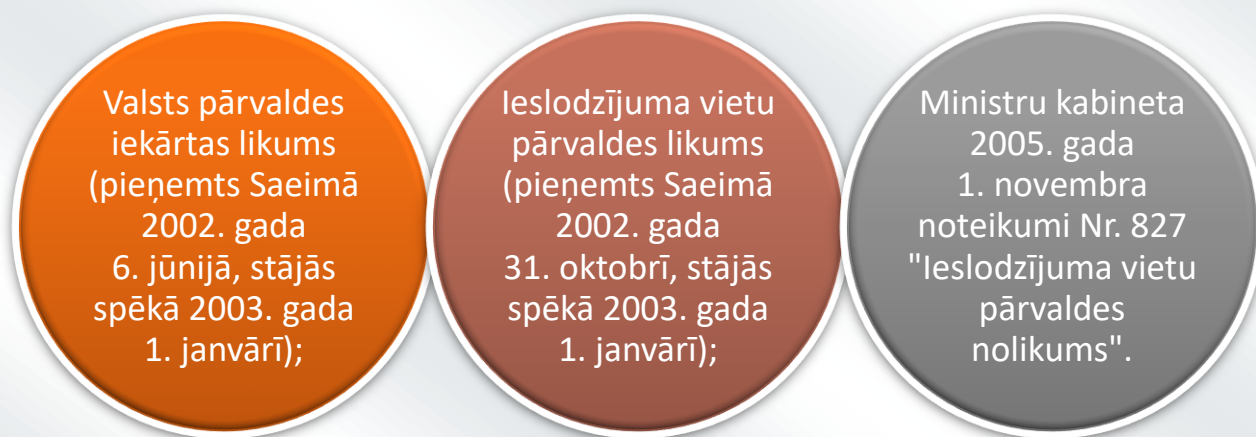 Valsts pārvaldes
iekārtas likums
(pieņemts Saeimā
2002. gada
6. jūnijā, stājās
spēkā 2003. gada
1. janvārī);
Ieslodzījuma vietu
pārvaldes likums
(pieņemts Saeimā
2002. gada
31. oktobrī, stājās
spēkā 2003. gada
1. janvārī);
Ministru kabineta
2005. gada
1. novembra
noteikumi Nr. 827
"Ieslodzījuma vietu
pārvaldes
nolikums".